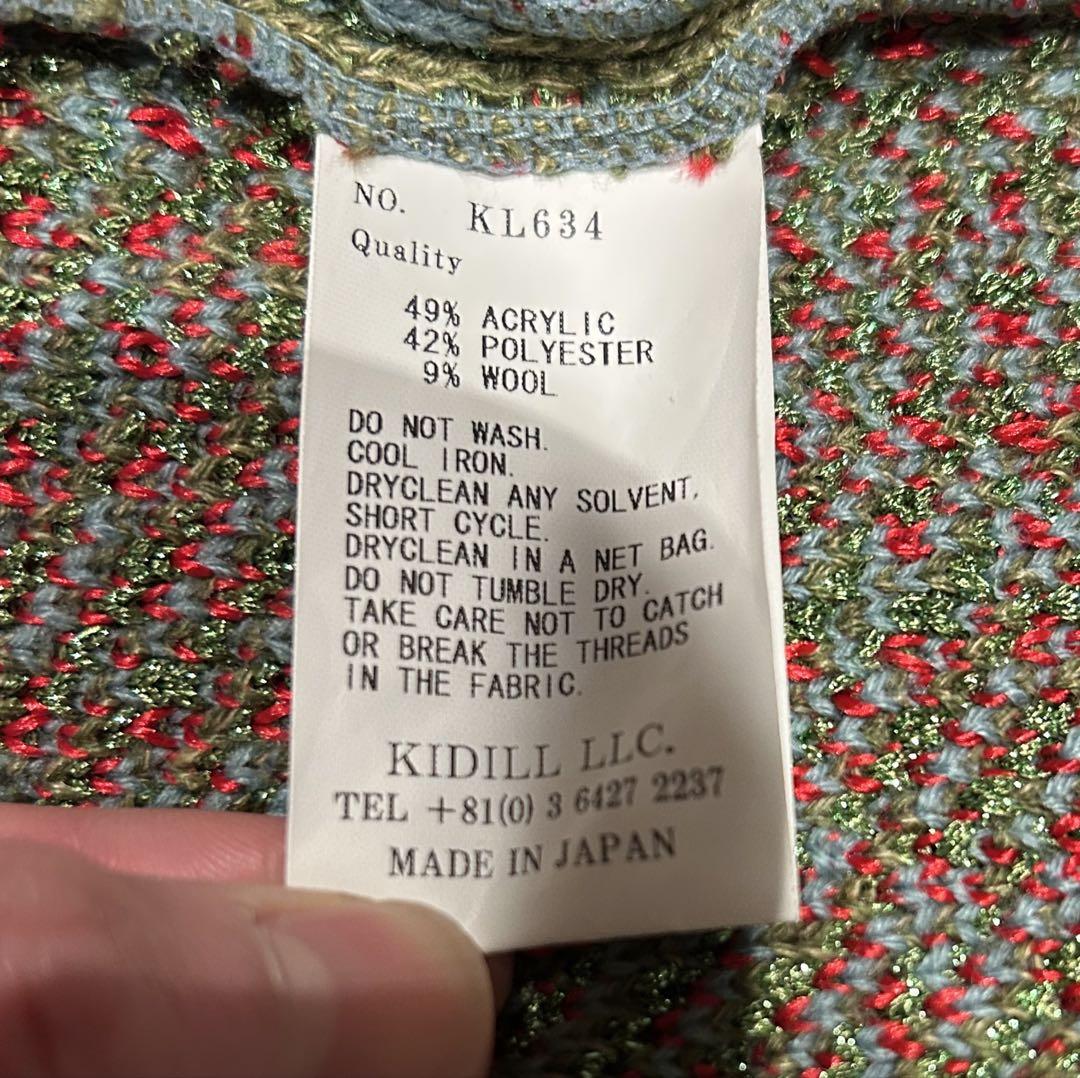 NO. KL634
Quality
49% ACRYLIC
42% POLYESTER
9% WOOL
DO NOT WASH.
COOL IRON.
DRYCLEAN ANY SOLVENT.
SHORT CYCLE.
DRYCLEAN IN A NET BAG.
DO NOT TUMBLE DRY.
TAKE CARE NOT TO CATCH
OR BREAK THE THREADS
IN THE FABRIC.
KIDILL LLC.
TEL +81(0) 3 6427 2237
MADE IN JAPAN